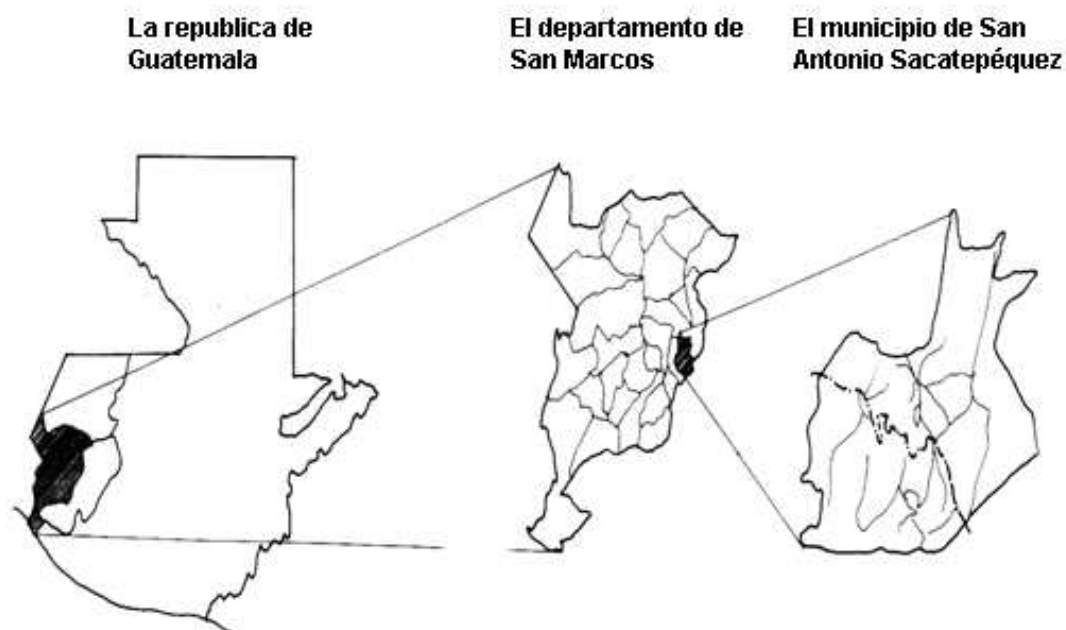 La republica de
Guatemala
El departamento de
San Marcos
El municipio de San
Antonio Sacatepéquez